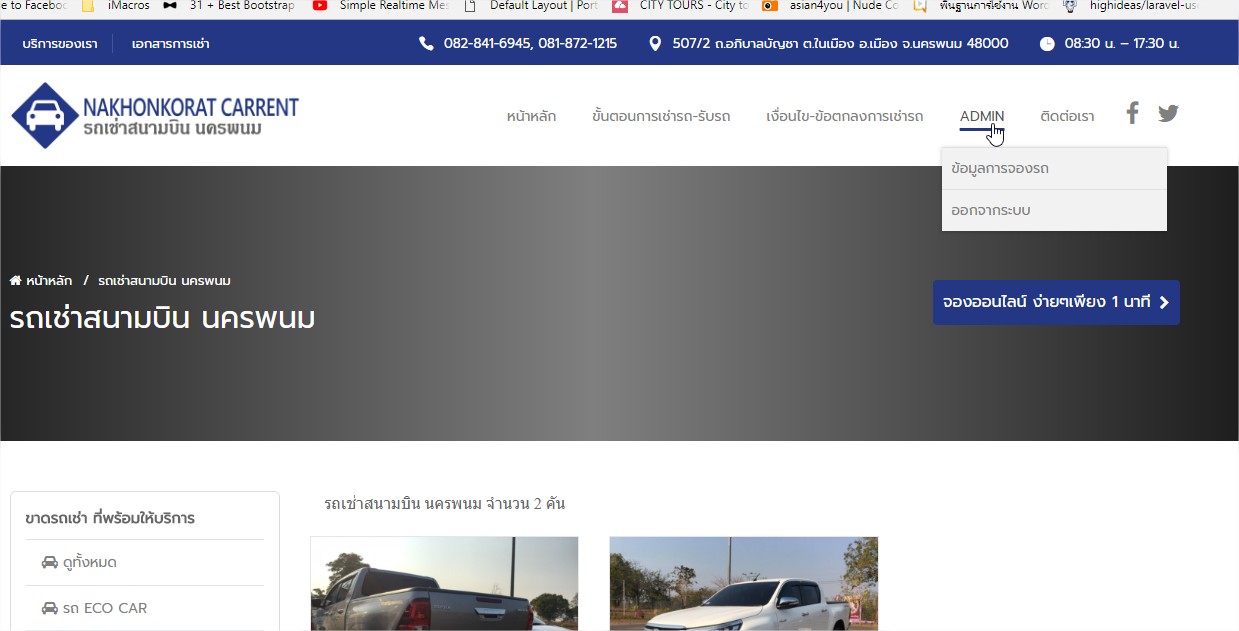 e to Faceboo iMacros 31 + Best Bootstrap Simple Realtime Mes Default Layout | Port CITY TOURS - City to asian4you | Nude Co พื้นฐานการใช้งาน Word highideas/laravel-us
บริการของเรา เอกสารการเช่า 082-841-6945, 081-872-1215 507/2 ถ.อภิบาลบัญชา ต.ในเมือง อ.เมือง จ.นครพนม 48000 08:30 น. – 17:30 น.
NAKHONKORAT CARRENT
รถเช่าสนามบิน นครพนม
หน้าหลัก ขั้นตอนการเช่ารถ-รับรถ เงื่อนไข-ข้อตกลงการเช่ารถ ADMIN ติดต่อเรา
ข้อมูลการจองรถ
ออกจากระบบ
หน้าหลัก / รถเช่าสนามบิน นครพนม
รถเช่าสนามบิน นครพนม
จองออนไลน์ ง่ายๆเพียง 1 นาที
ขาดรถเช่า ที่พร้อมให้บริการ
ดูทั้งหมด
รถ ECO CAR
รถเช่าสนามบิน นครพนม จำนวน 2 คัน